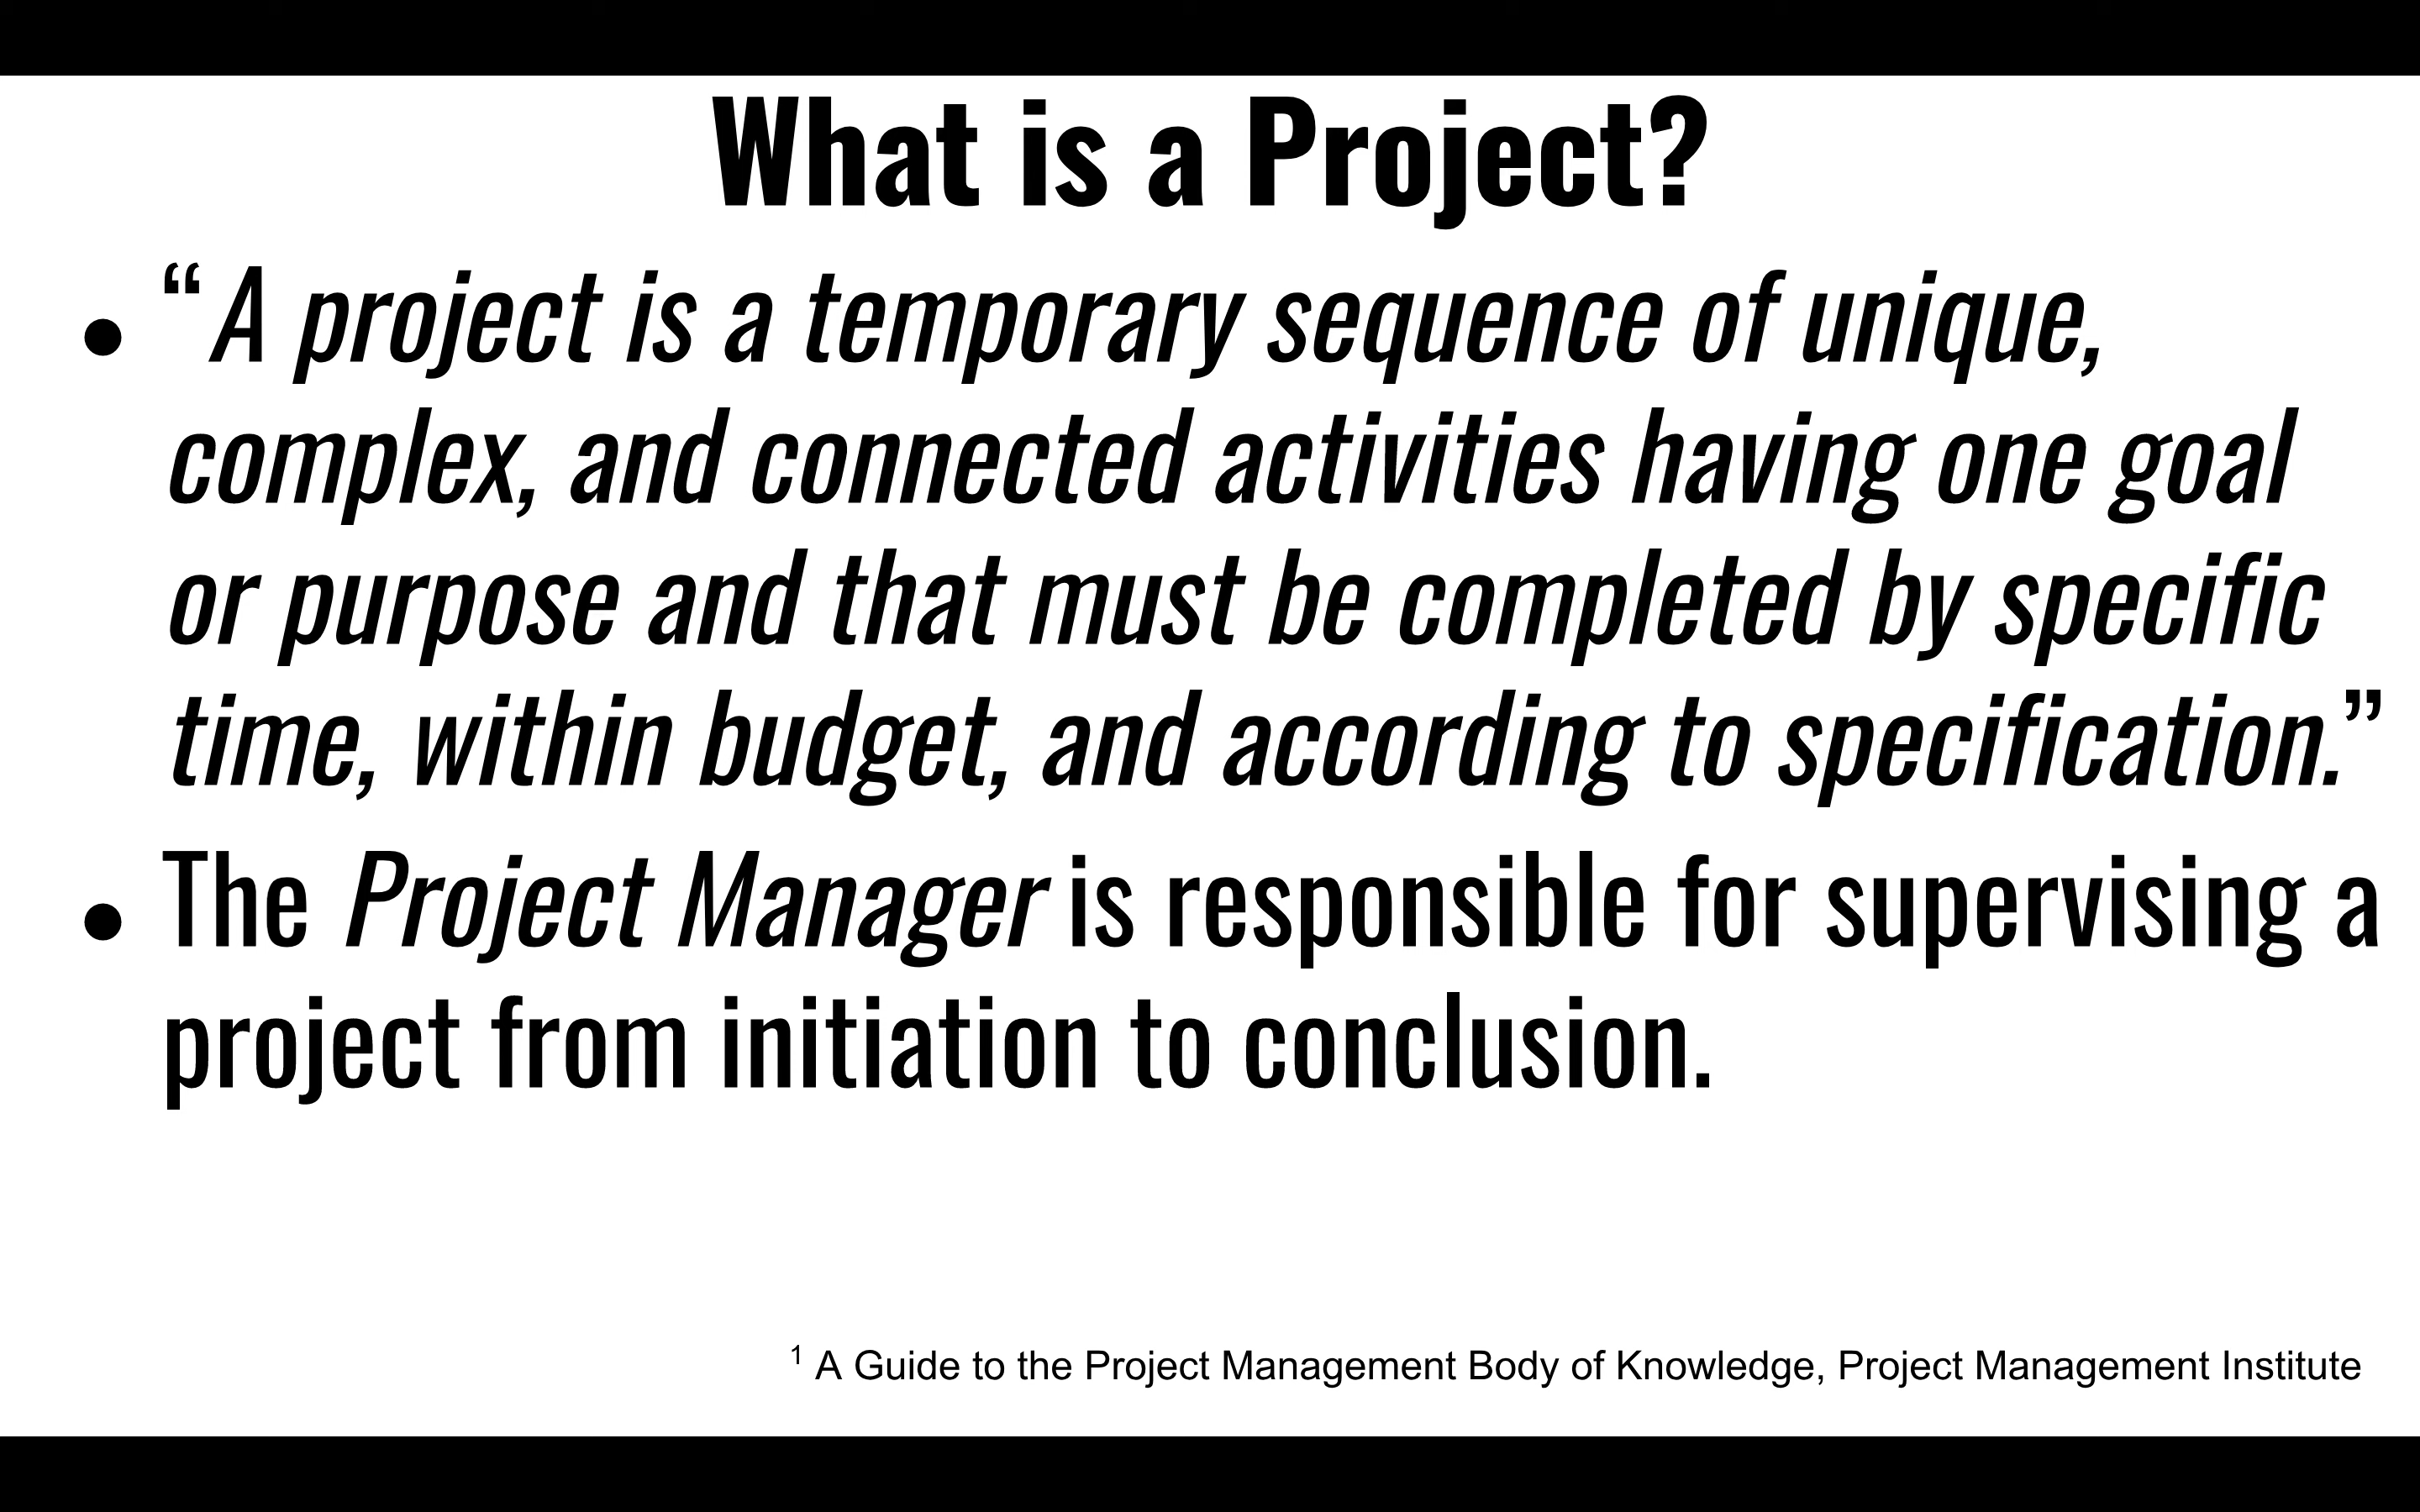 What is a Project?
• “A project is a temporary sequence of unique,
complex, and connected activities having one goal
or purpose and that must be completed by specific
time, within budget, and according to specification.”
• The Project Manager is responsible for supervising a
project from initiation to conclusion.
1 A Guide to the Project Management Body of Knowledge, Project Management Institute